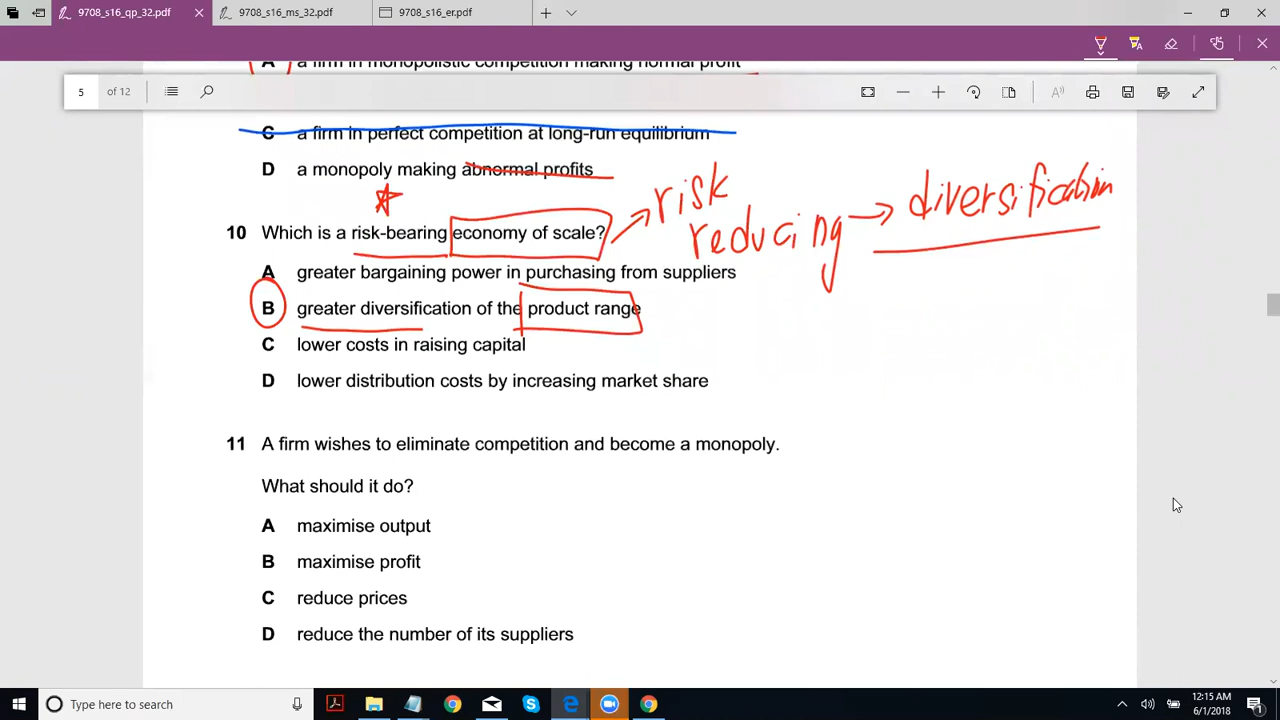 9708_s16_qp_32.pdf
9708_s16_ms_32.pdf
9708_s16_er.pdf
A a firm in monopolistic competition making normal profit
5 of 12
C a firm in perfect competition at long-run equilibrium
D a monopoly making abnormal profits
risk
reducing
diversification
10 Which is a risk-bearing economy of scale?
A greater bargaining power in purchasing from suppliers
B greater diversification of the product range
C lower costs in raising capital
D lower distribution costs by increasing market share
11 A firm wishes to eliminate competition and become a monopoly.
What should it do?
A maximise output
B maximise profit
C reduce prices
D reduce the number of its suppliers
Type here to search
12:15 AM
6/1/2018